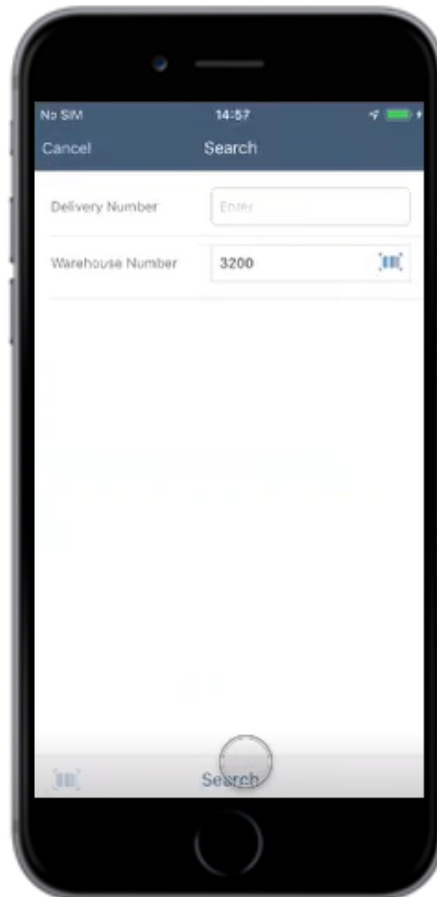 No SIM 14:57
Cancel Search
Delivery Number Enter
Warehouse Number 3200
Search